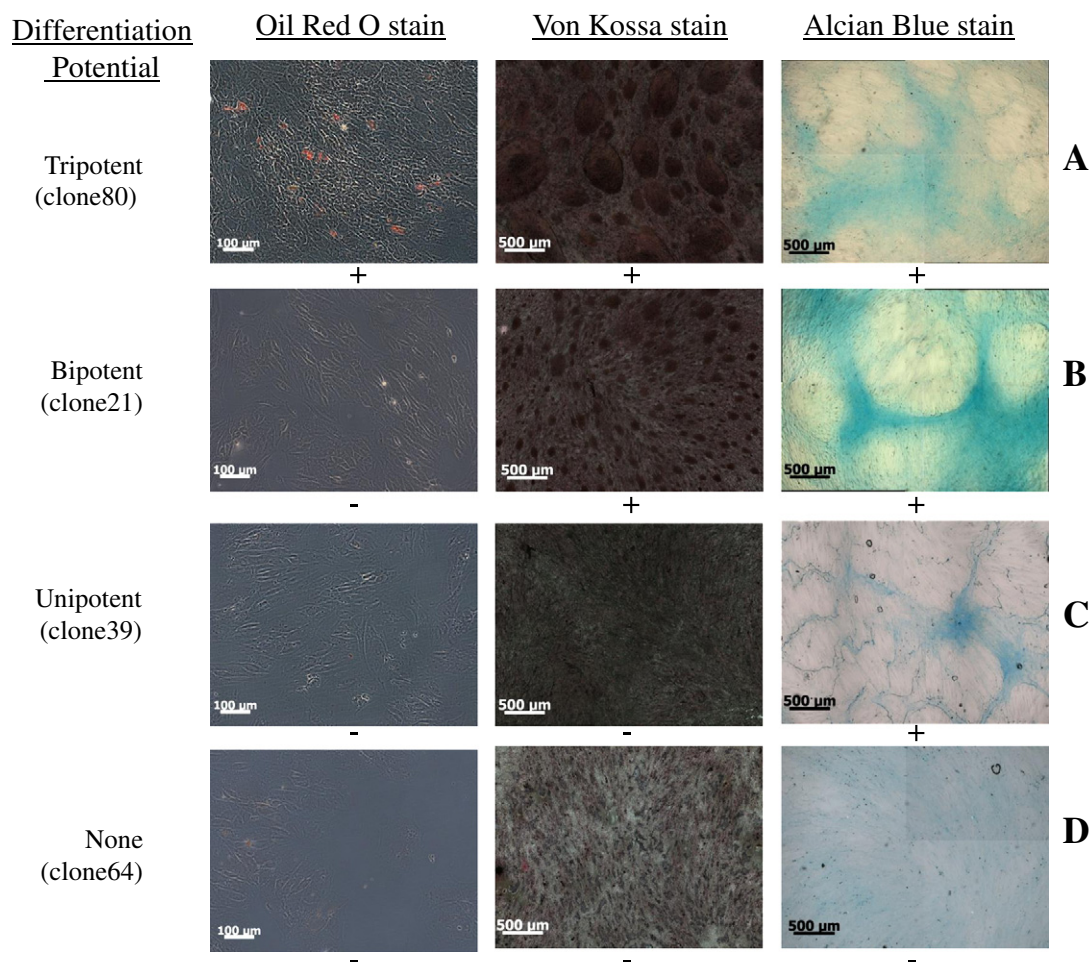 Differentiation
Potential
Oil Red O stain
Von Kossa stain
Alcian Blue stain
Tripotent
(clone80)
100 µm
500 µm
500 µm
A
+
+
+
Bipotent
(clone21)
100 µm
500 µm
500 µm
B
-
+
+
Unipotent
(clone39)
100 µm
500 µm
500 µm
C
-
-
+
None
(clone64)
100 µm
500 µm
500 µm
D
-
-
-